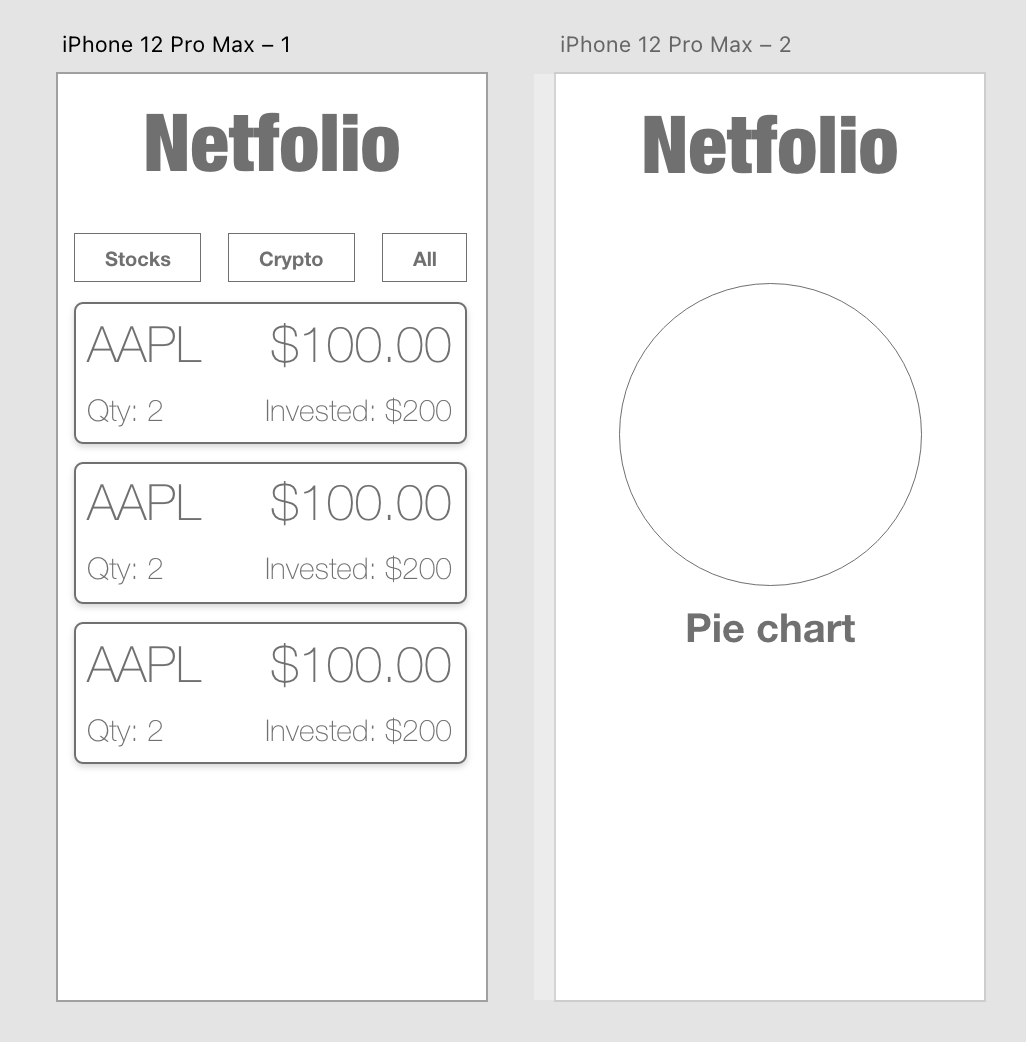 iPhone 12 Pro Max – 1
Netfolio
Stocks Crypto All
AAPL $100.00
Qty: 2 Invested: $200
AAPL $100.00
Qty: 2 Invested: $200
AAPL $100.00
Qty: 2 Invested: $200
iPhone 12 Pro Max – 2
Netfolio
Pie chart